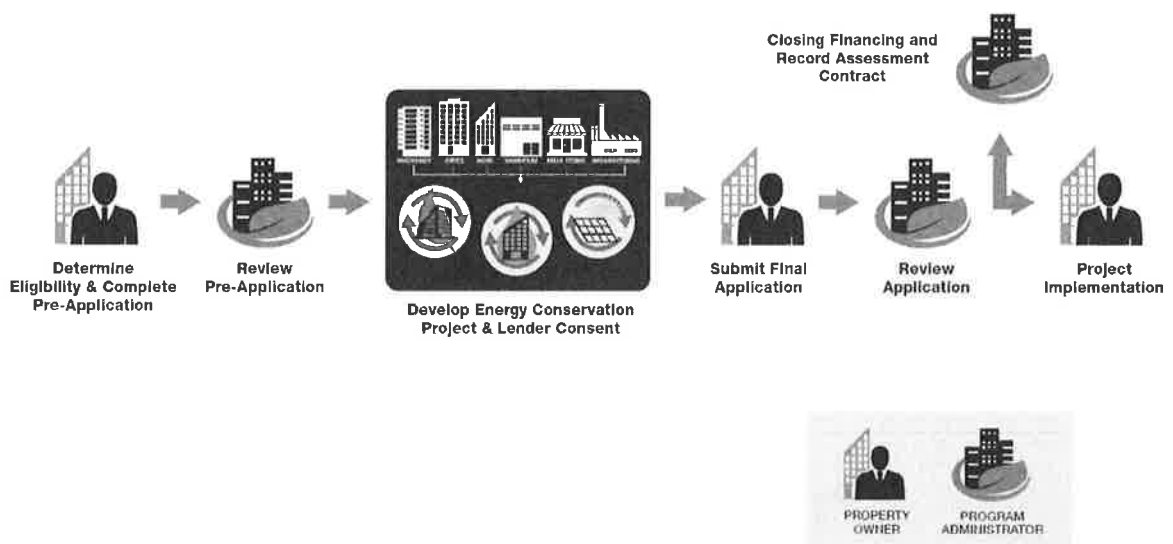 Closing Financing and
Record Assessment
Contract
Determine
Eligibility & Complete
Pre-Application
Review
Pre-Application
Develop Energy Conservation
Project & Lender Consent
Submit Final
Application
Review
Application
Project
Implementation
PROPERTY
OWNER
PROGRAM
ADMINISTRATOR